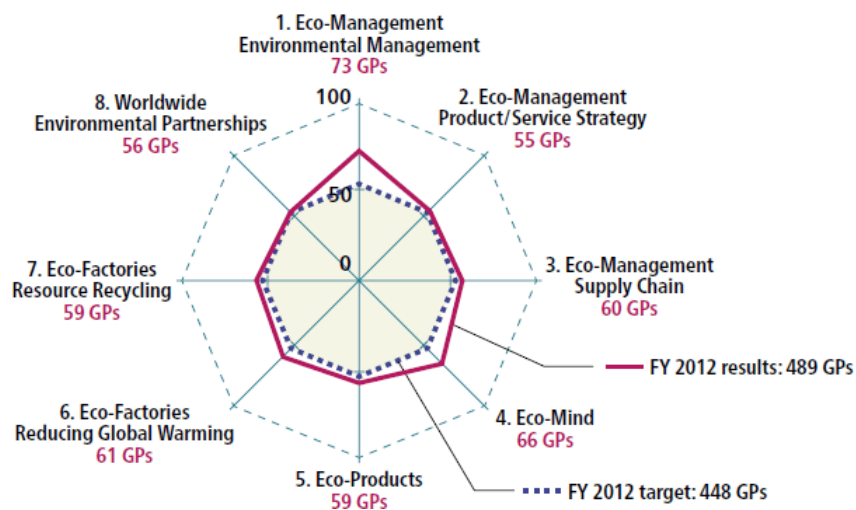 1. Eco-Management
Environmental Management
73 GPs
100
2. Eco-Management
Product/Service Strategy
55 GPs
8. Worldwide
Environmental Partnerships
56 GPs
50
0
3. Eco-Management
Supply Chain
60 GPs
7. Eco-Factories
Resource Recycling
59 GPs
FY 2012 results: 489 GPs
4. Eco-Mind
66 GPs
6. Eco-Factories
Reducing Global Warming
61 GPs
5. Eco-Products
59 GPs
FY 2012 target: 448 GPs